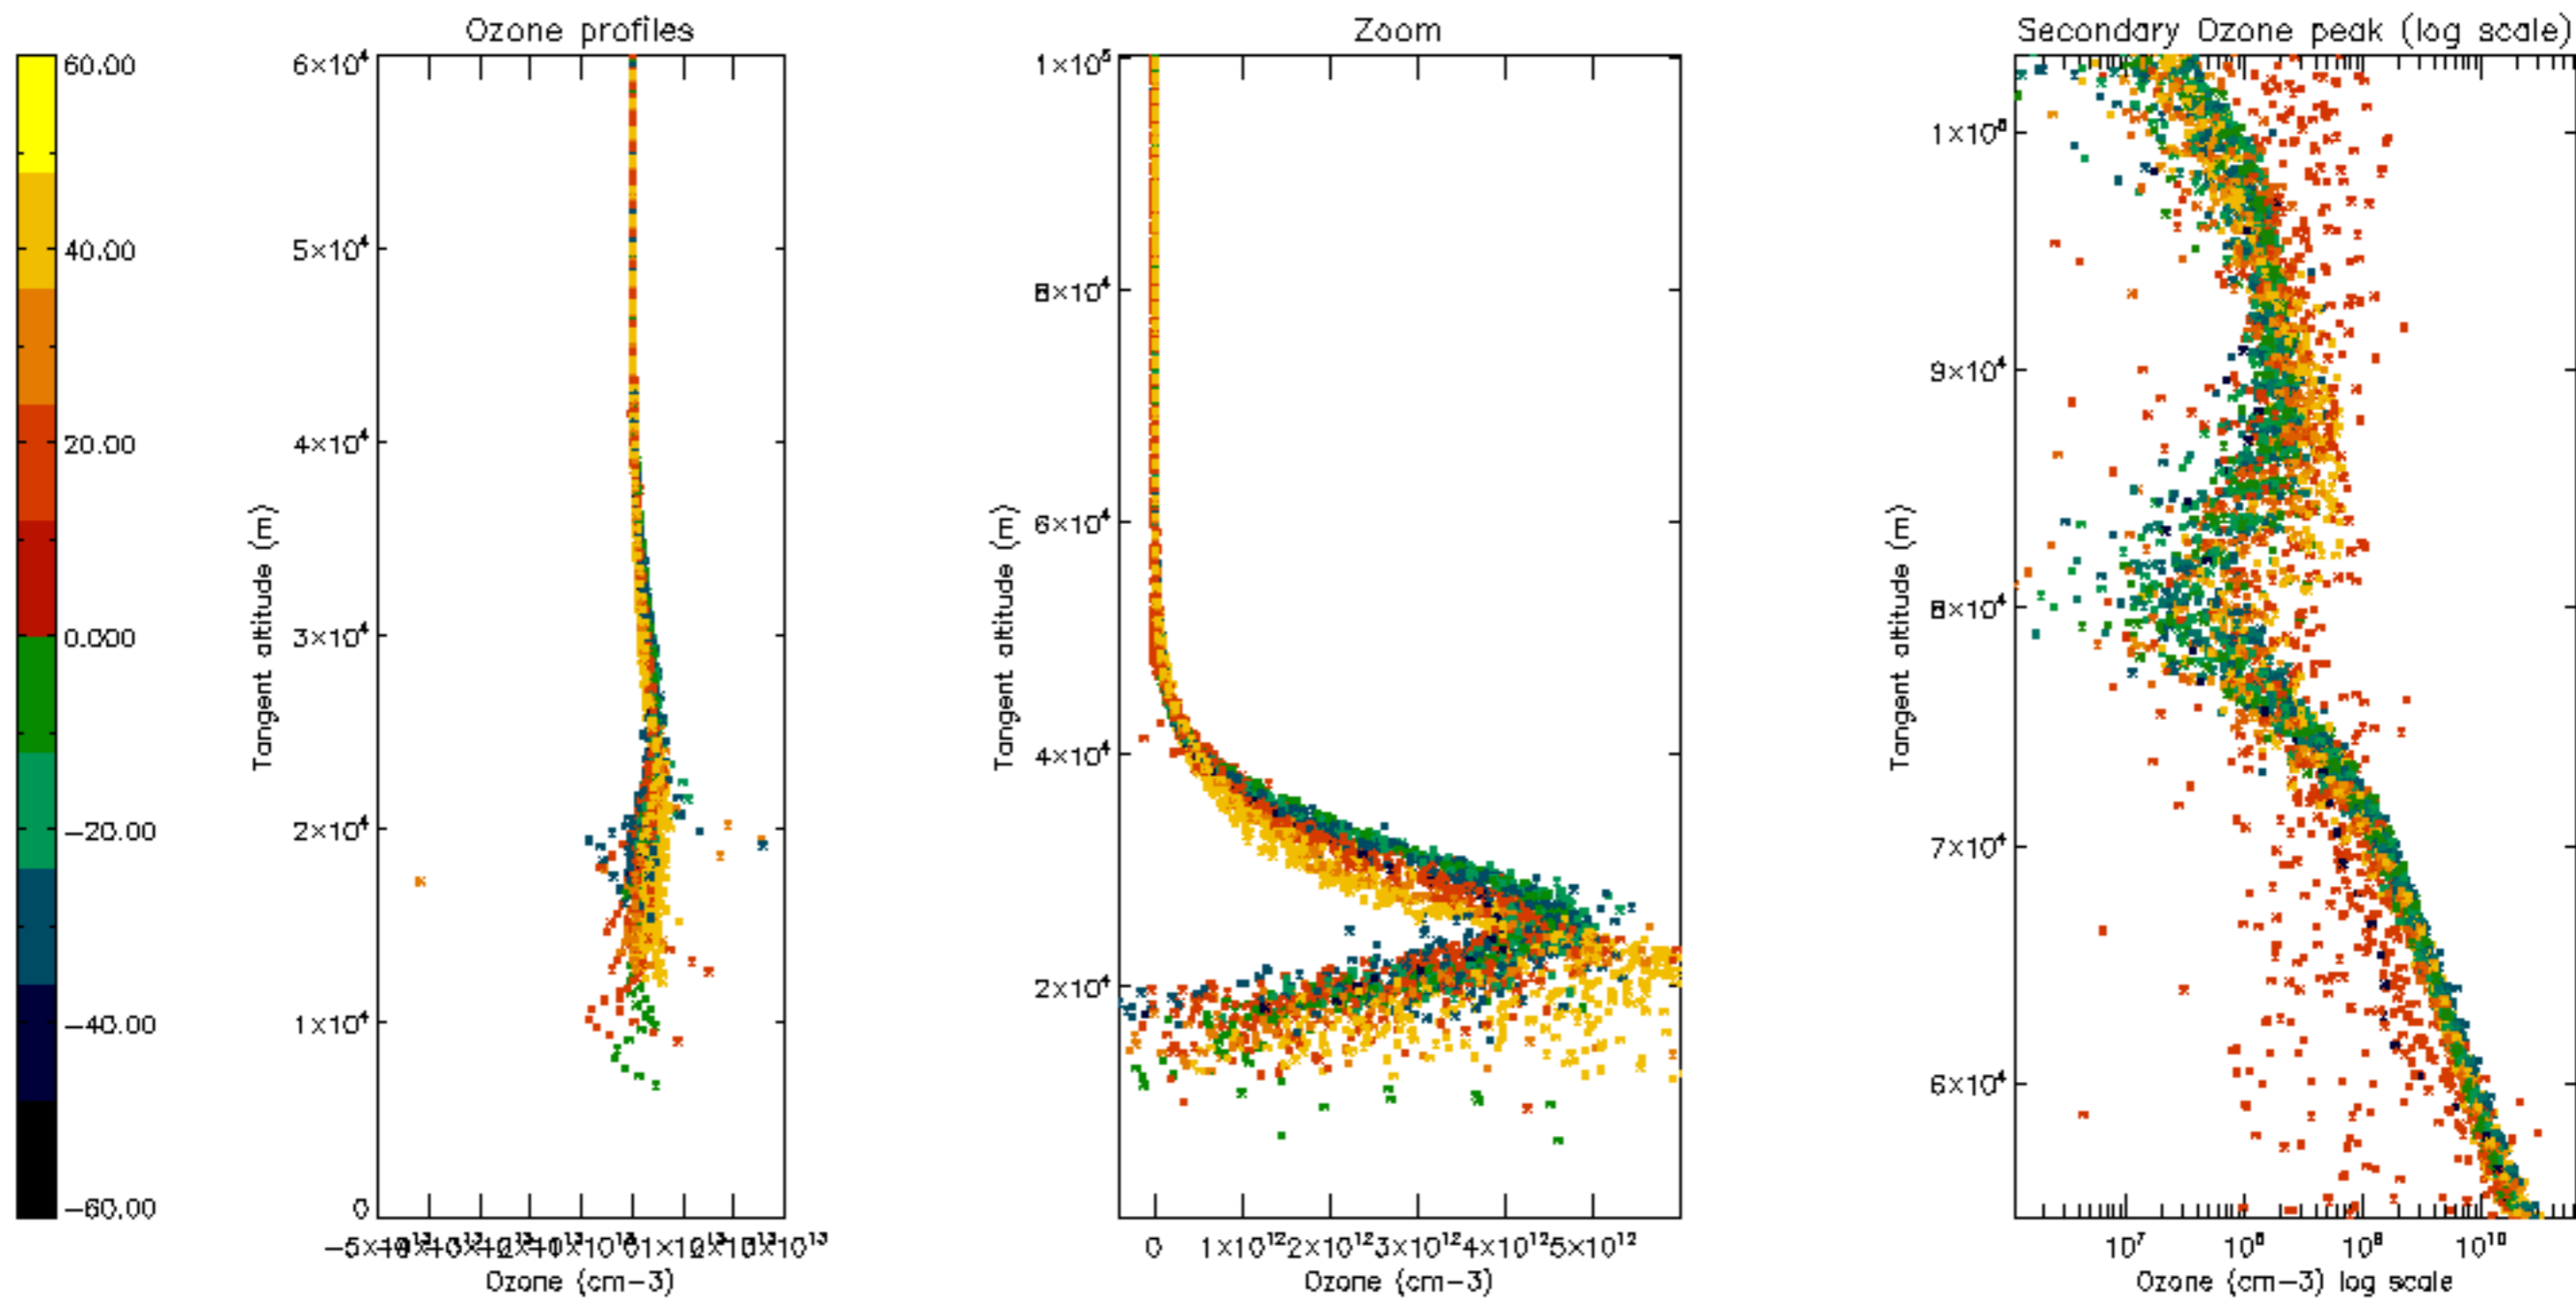 Ozone profiles
Zoom
Secondary Ozone peak (log scale)
60.00
40.00
20.00
0.000
−20.00
−40.00
−60.00
6×10⁴
5×10⁴
4×10⁴
3×10⁴
2×10⁴
1×10⁴
0
Tangent altitude (m)
Ozone (cm−3)
1×10⁵
8×10⁴
6×10⁴
4×10⁴
2×10⁴
Tangent altitude (m)
0 1×10¹² 2×10¹² 3×10¹² 4×10¹² 5×10¹²
Ozone (cm−3)
9×10⁴
8×10⁴
7×10⁴
6×10⁴
Tangent altitude (m)
10⁷ 10⁸ 10⁹ 10¹⁰
Ozone (cm−3) log scale